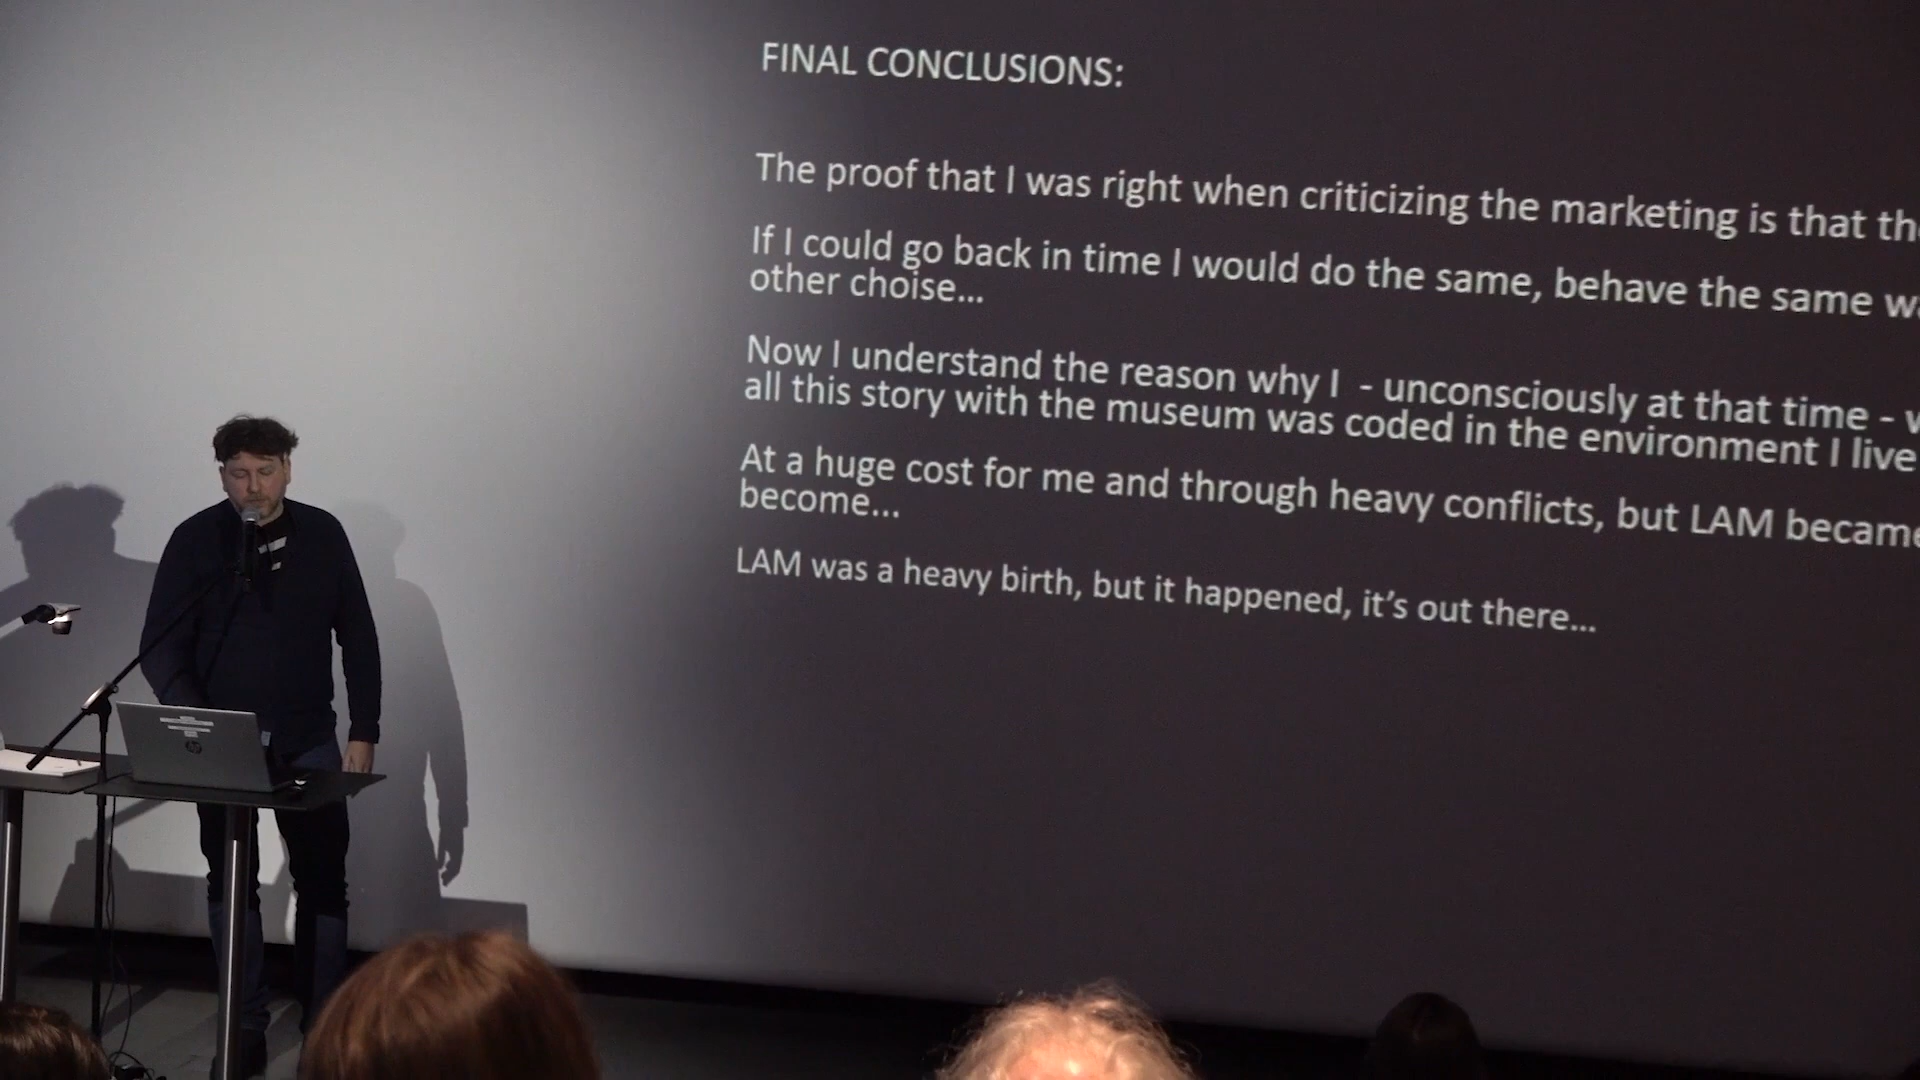 FINAL CONCLUSIONS:
The proof that I was right when criticizing the marketing is that
If I could go back in time I would do the same, behave the same
other choise...
Now I understand the reason why I - unconsciously at that time -
all this story with the museum was coded in the environment I live
At a huge cost for me and through heavy conflicts, but LAM became
become...
LAM was a heavy birth, but it happened, it's out there...
hp